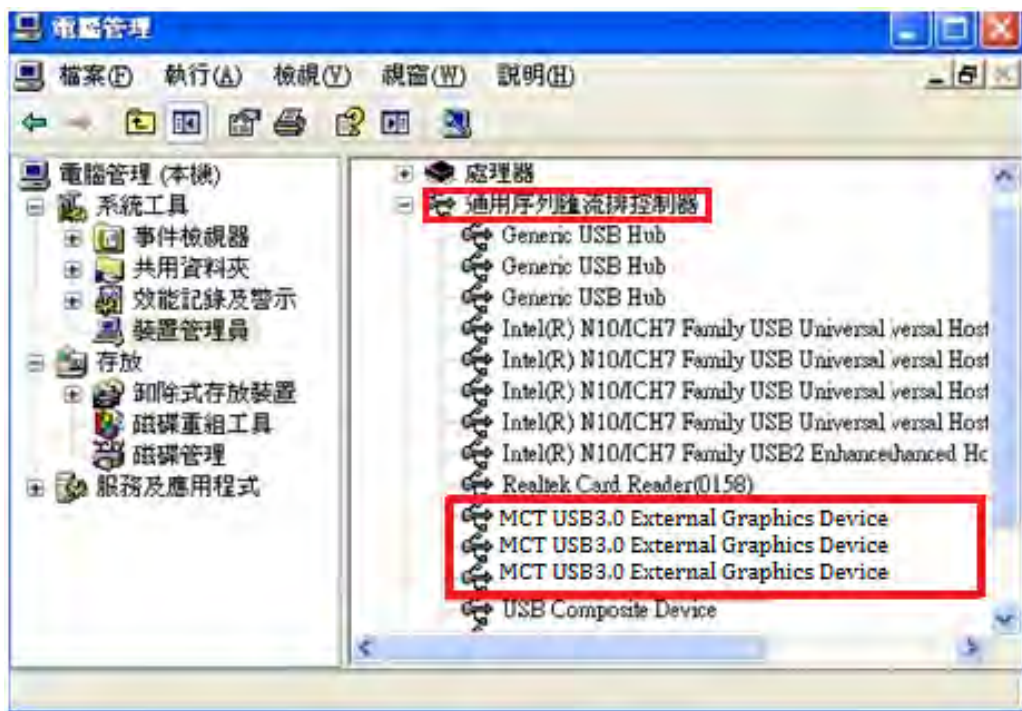 電腦管理
檔案(F) 執行(A) 檢視(V) 視窗(W) 說明(H)
電腦管理 (本機)
系統工具
事件檢視器
共用資料夾
效能記錄及警示
裝置管理員
存放
卸除式存放裝置
磁碟重組工具
磁碟管理
服務及應用程式
處理器
通用序列匯流排控制器
Generic USB Hub
Generic USB Hub
Generic USB Hub
Intel(R) N10/ICH7 Family USB Universal versal Host
Intel(R) N10/ICH7 Family USB Universal versal Host
Intel(R) N10/ICH7 Family USB Universal versal Host
Intel(R) N10/ICH7 Family USB Universal versal Host
Intel(R) N10/ICH7 Family USB2 Enhancedhanced Hc
Realtek Card Reader(0158)
MCT USB3.0 External Graphics Device
MCT USB3.0 External Graphics Device
MCT USB3.0 External Graphics Device
USB Composite Device